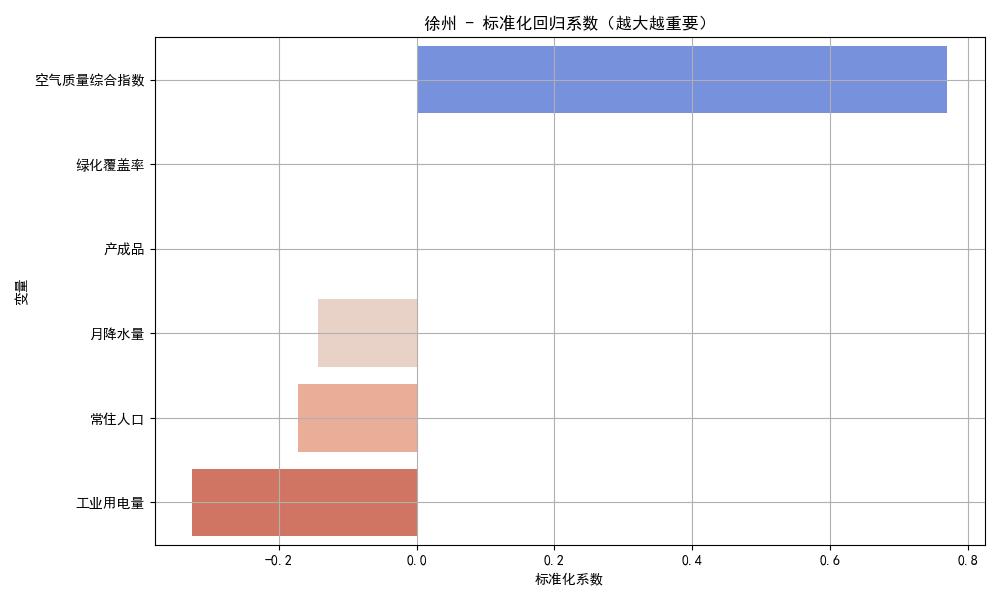 徐州 - 标准化回归系数（越大越重要）
空气质量综合指数
绿化覆盖率
产成品
月降水量
常住人口
工业用电量
变量
-0.2 0.0 0.2 0.4 0.6 0.8
标准化系数